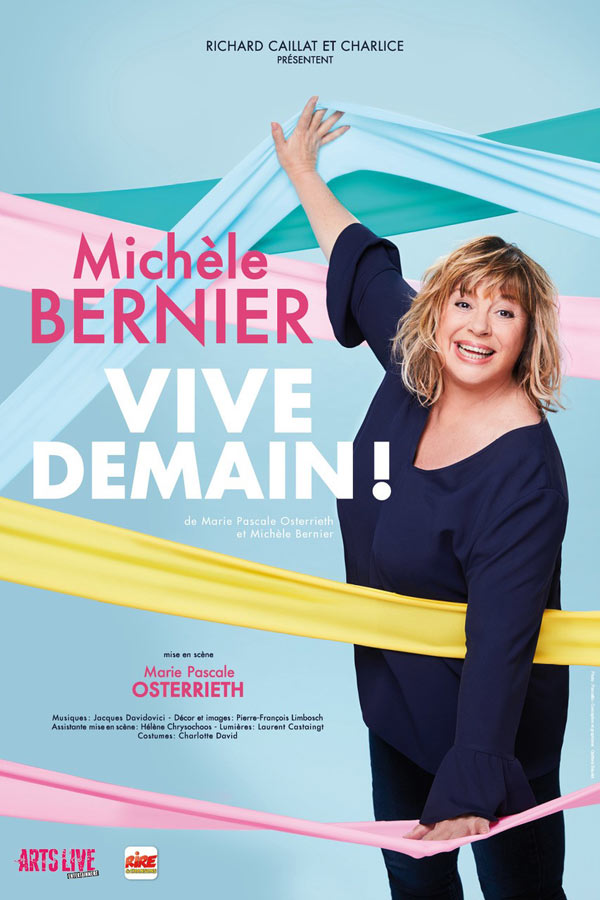 RICHARD CAILLAT ET CHARLICE
PRÉSENTENT
Michèle
BERNIER
VIVE
DEMAIN !
de Marie Pascale Osterrieth
et Michèle Bernier
mise en scène
Marie Pascale
OSTERRIETH
Musiques : Jacques Davidovici - Décor et images : Pierre-François Limbosch
Assistante mise en scène : Hélène Chrysochoos - Lumières : Laurent Castaingt
Costumes : Charlotte David
ARTS LIVE
ENTERTAINMENT
RIRE
& CHANSONS